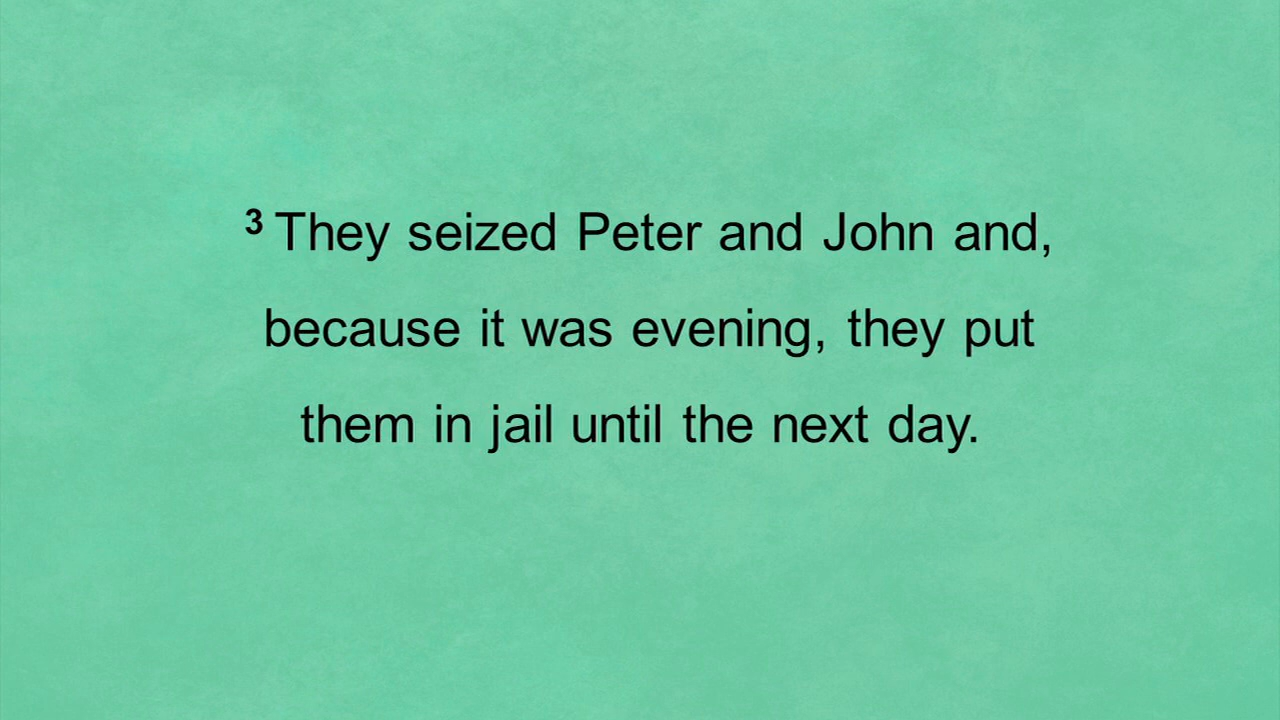 3 They seized Peter and John and,
because it was evening, they put
them in jail until the next day.